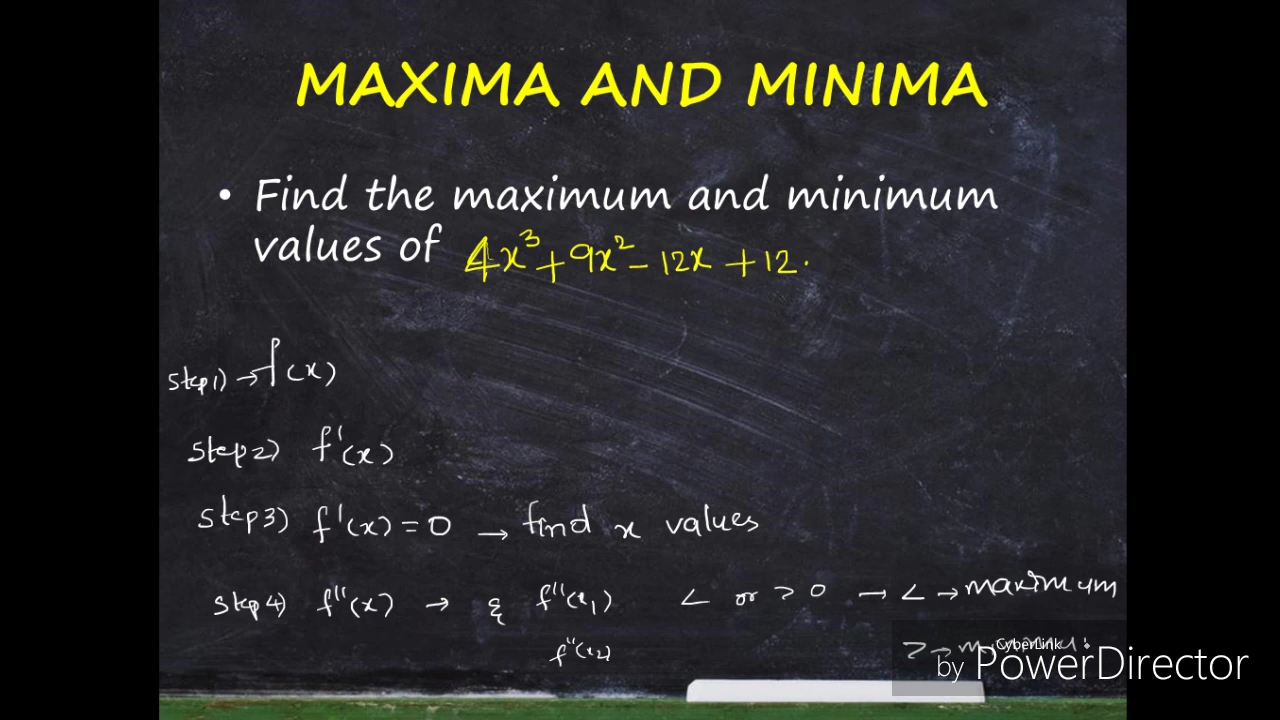 MAXIMA AND MINIMA
• Find the maximum and minimum
values of 4x³+9x²-12x+12.
Step1) → f(x)
Step2) f'(x)
Step3) f'(x)=0 → find x values
Step4) f''(x) → & f''(x₁) < or > 0 → < → maximum
f''(x₂) > →
CyberLink
by PowerDirector